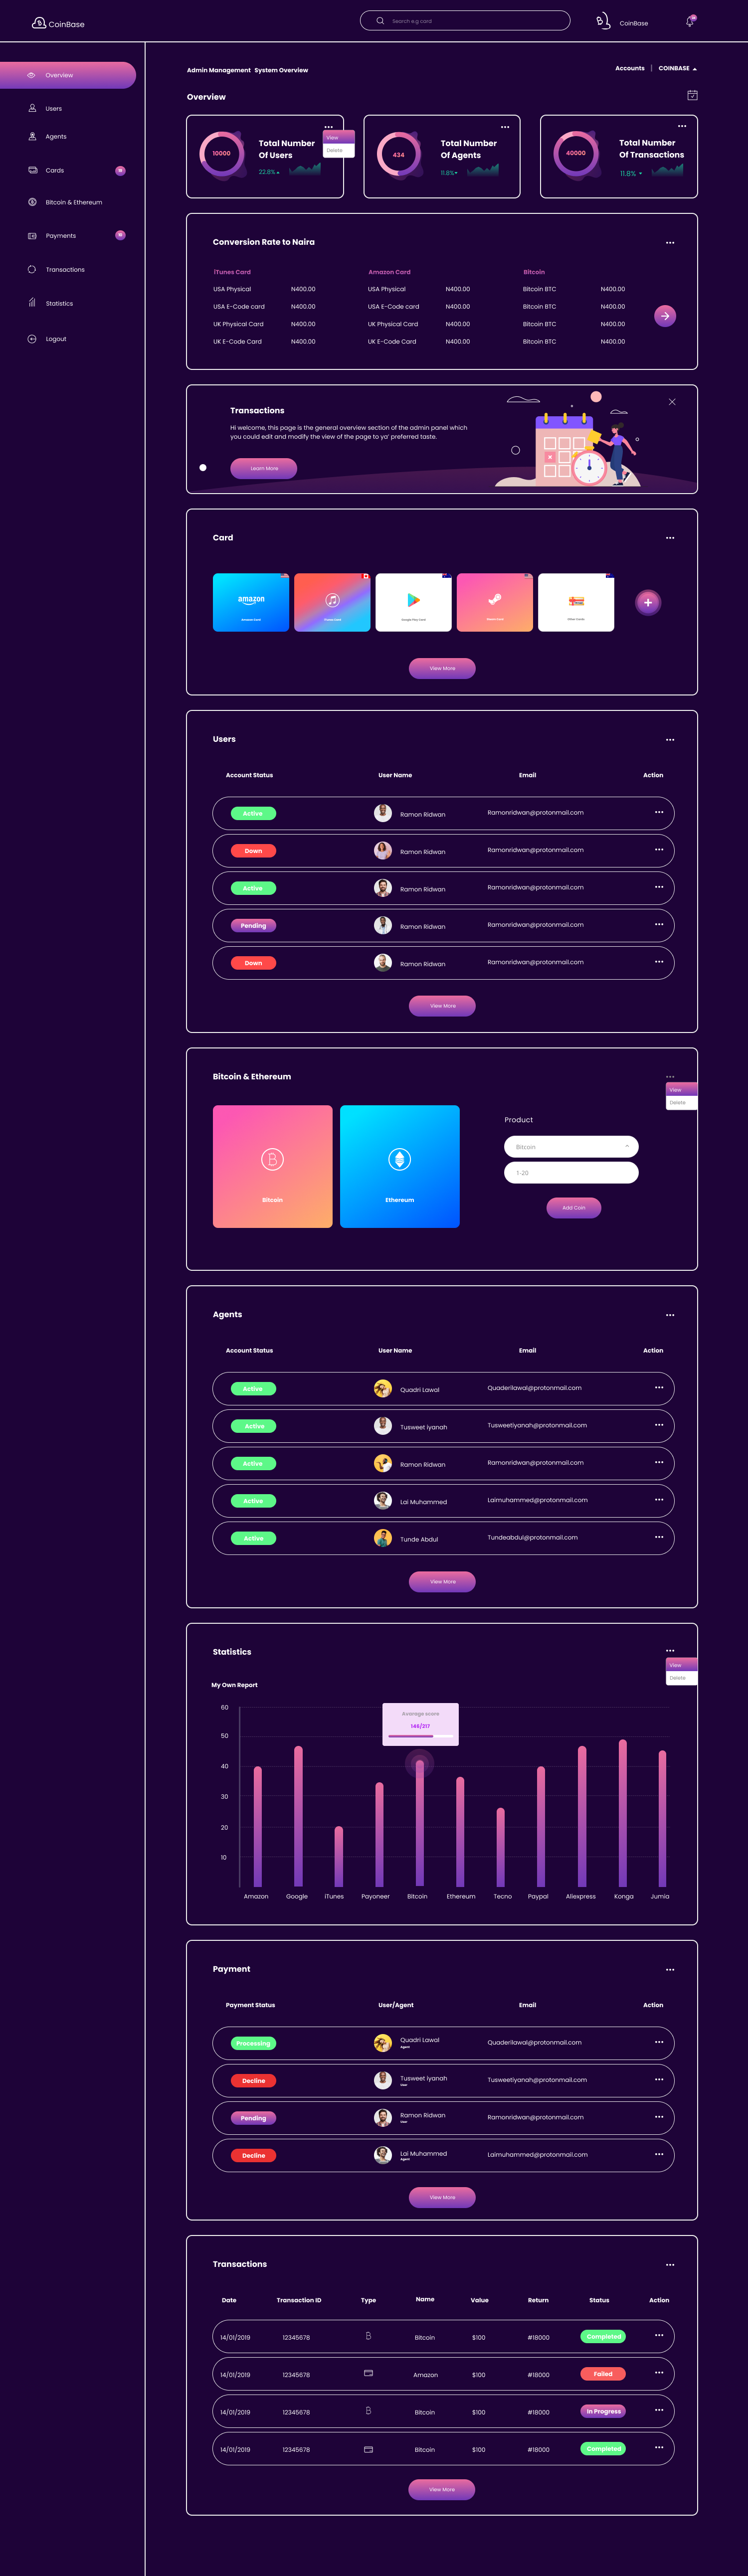 CoinBase
Search e.g card
CoinBase
Overview
Users
Agents
Cards
Bitcoin & Ethereum
Payments
Transactions
Statistics
Logout
Admin Management System Overview
Accounts | COINBASE
Overview
10000
Total Number
Of Users
22.8%
View
Delete
434
Total Number
Of Agents
11.8%
40000
Total Number
Of Transactions
11.8%
Conversion Rate to Naira
iTunes Card Amazon Card Bitcoin
USA Physical N400.00 USA Physical N400.00 Bitcoin BTC N400.00
USA E-Code card N400.00 USA E-Code card N400.00 Bitcoin BTC N400.00
UK Physical Card N400.00 UK Physical Card N400.00 Bitcoin BTC N400.00
UK E-Code Card N400.00 UK E-Code Card N400.00 Bitcoin BTC N400.00
Transactions
Hi welcome, this page is the general overview section of the admin panel which
you could edit and modify the view of the page to ya' preferred taste.
Learn More
Card
amazon
Amazon Card
iTunes Card
Google Play Card
Steam Card
Other Cards
View More
Users
Account Status User Name Email Action
Active Ramon Ridwan Ramonridwan@protonmail.com
Down Ramon Ridwan Ramonridwan@protonmail.com
Active Ramon Ridwan Ramonridwan@protonmail.com
Pending Ramon Ridwan Ramonridwan@protonmail.com
Down Ramon Ridwan Ramonridwan@protonmail.com
View More
Bitcoin & Ethereum
View
Delete
Bitcoin
Ethereum
Product
Bitcoin
1-20
Add Coin
Agents
Account Status User Name Email Action
Active Quadri Lawal Quaderilawal@protonmail.com
Active Tusweet Iyanah Tusweetiyanah@protonmail.com
Active Ramon Ridwan Ramonridwan@protonmail.com
Active Lai Muhammed Laimuhammed@protonmail.com
Active Tunde Abdul Tundeabdul@protonmail.com
View More
Statistics
View
Delete
My Own Report
Average score
146/217
60
50
40
30
20
10
Amazon Google iTunes Payoneer Bitcoin Ethereum Tecno Paypal Aliexpress Konga Jumia
Payment
Payment Status User/Agent Email Action
Processing Quadri Lawal Quaderilawal@protonmail.com
Agent
Decline Tusweet Iyanah Tusweetiyanah@protonmail.com
User
Pending Ramon Ridwan Ramonridwan@protonmail.com
User
Decline Lai Muhammed Laimuhammed@protonmail.com
Agent
View More
Transactions
Date Transaction ID Type Name Value Return Status Action
14/01/2019 12345678 Bitcoin $100 #18000 Completed
14/01/2019 12345678 Amazon $100 #18000 Failed
14/01/2019 12345678 Bitcoin $100 #18000 In Progress
14/01/2019 12345678 Bitcoin $100 #18000 Completed
View More